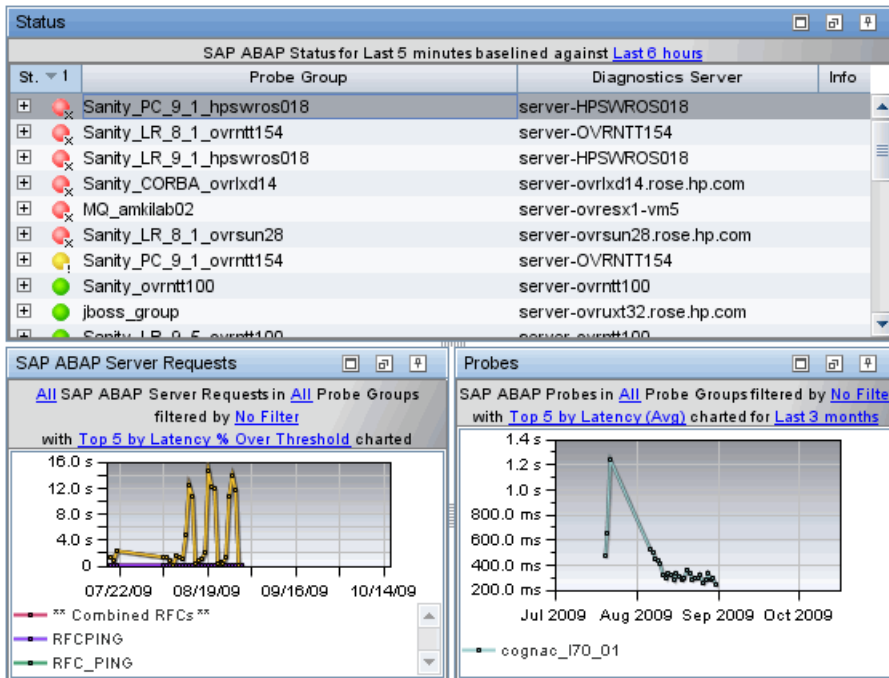 Status
SAP ABAP Status for Last 5 minutes baselined against Last 6 hours
St. 1 Probe Group Diagnostics Server Info
Sanity_PC_9_1_hpswros018 server-HPSWROS018
Sanity_LR_8_1_ovrntt154 server-OVRNTT154
Sanity_LR_9_1_hpswros018 server-HPSWROS018
Sanity_CORBA_ovrlxd14 server-ovrlxd14.rose.hp.com
MQ_amkilab02 server-ovresx1-vm5
Sanity_LR_8_1_ovrsun28 server-ovrsun28.rose.hp.com
Sanity_PC_9_1_ovrntt154 server-OVRNTT154
Sanity_ovrntt100 server-ovrntt100
jboss_group server-ovruxt32.rose.hp.com
Sanity_LR_9_5_ovrntt100 server-ovrntt100
SAP ABAP Server Requests
All SAP ABAP Server Requests in All Probe Groups
filtered by No Filter
with Top 5 by Latency % Over Threshold charted
16.0 s
12.0 s
8.0 s
4.0 s
0
07/22/09 08/19/09 09/16/09 10/14/09
** Combined RFCs **
RFCPING
RFC_PING
Probes
SAP ABAP Probes in All Probe Groups filtered by No Filte
with Top 5 by Latency (Avg) charted for Last 3 months
1.4 s
1.2 s
1.0 s
800.0 ms
600.0 ms
400.0 ms
200.0 ms
Jul 2009 Aug 2009 Sep 2009 Oct 2009
cognac_I70_01